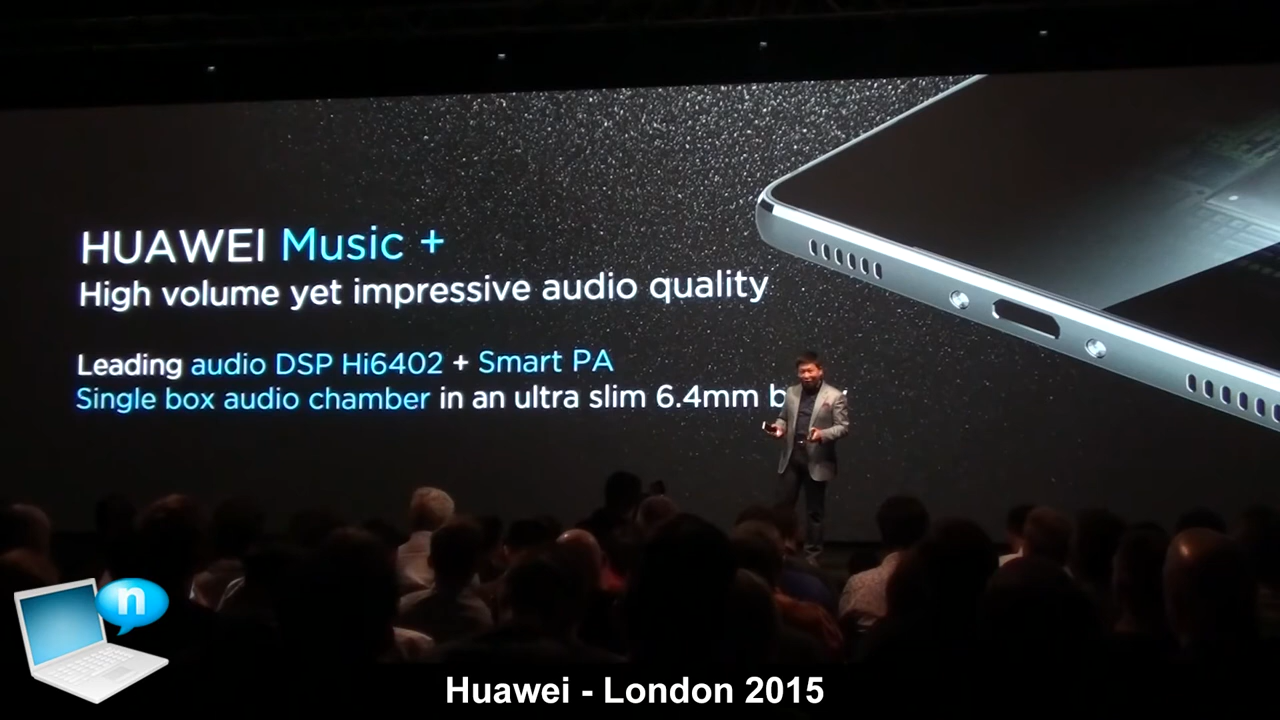 HUAWEI Music +
High volume yet impressive audio quality
Leading audio DSP Hi6402 + Smart PA
Single box audio chamber in an ultra slim 6.4mm
n
Huawei - London 2015